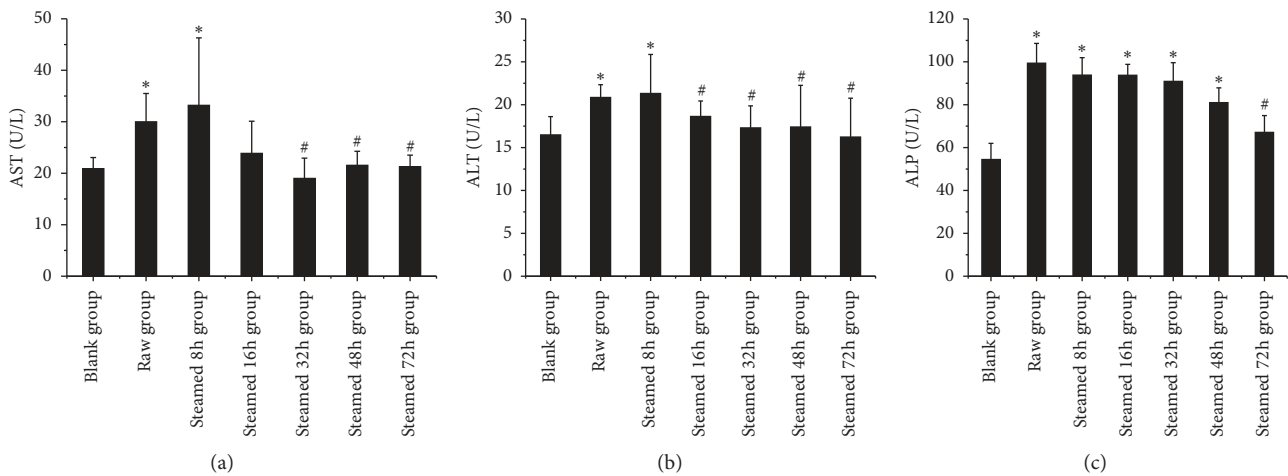 50
40
30
20
10
0
AST (U/L)
*
*
#
#
#
Blank group
Raw group
Steamed 8h group
Steamed 16h group
Steamed 32h group
Steamed 48h group
Steamed 72h group
(a)
30
25
20
15
10
5
0
ALT (U/L)
*
*
#
#
#
#
Blank group
Raw group
Steamed 8h group
Steamed 16h group
Steamed 32h group
Steamed 48h group
Steamed 72h group
(b)
120
100
80
60
40
20
0
ALP (U/L)
*
*
*
*
*
#
Blank group
Raw group
Steamed 8h group
Steamed 16h group
Steamed 32h group
Steamed 48h group
Steamed 72h group
(c)